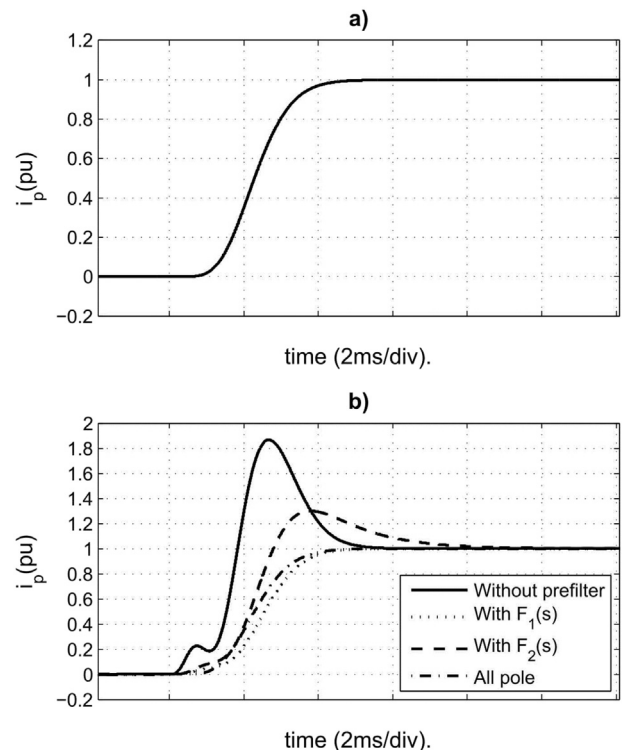 a)
1.2
1
0.8
0.6
0.4
0.2
0
−0.2
i_p(pu)
time (2ms/div).
b)
2
1.8
1.6
1.4
1.2
1
0.8
0.6
0.4
0.2
0
−0.2
i_p(pu)
Without prefilter
With F_1(s)
With F_2(s)
All pole
time (2ms/div).